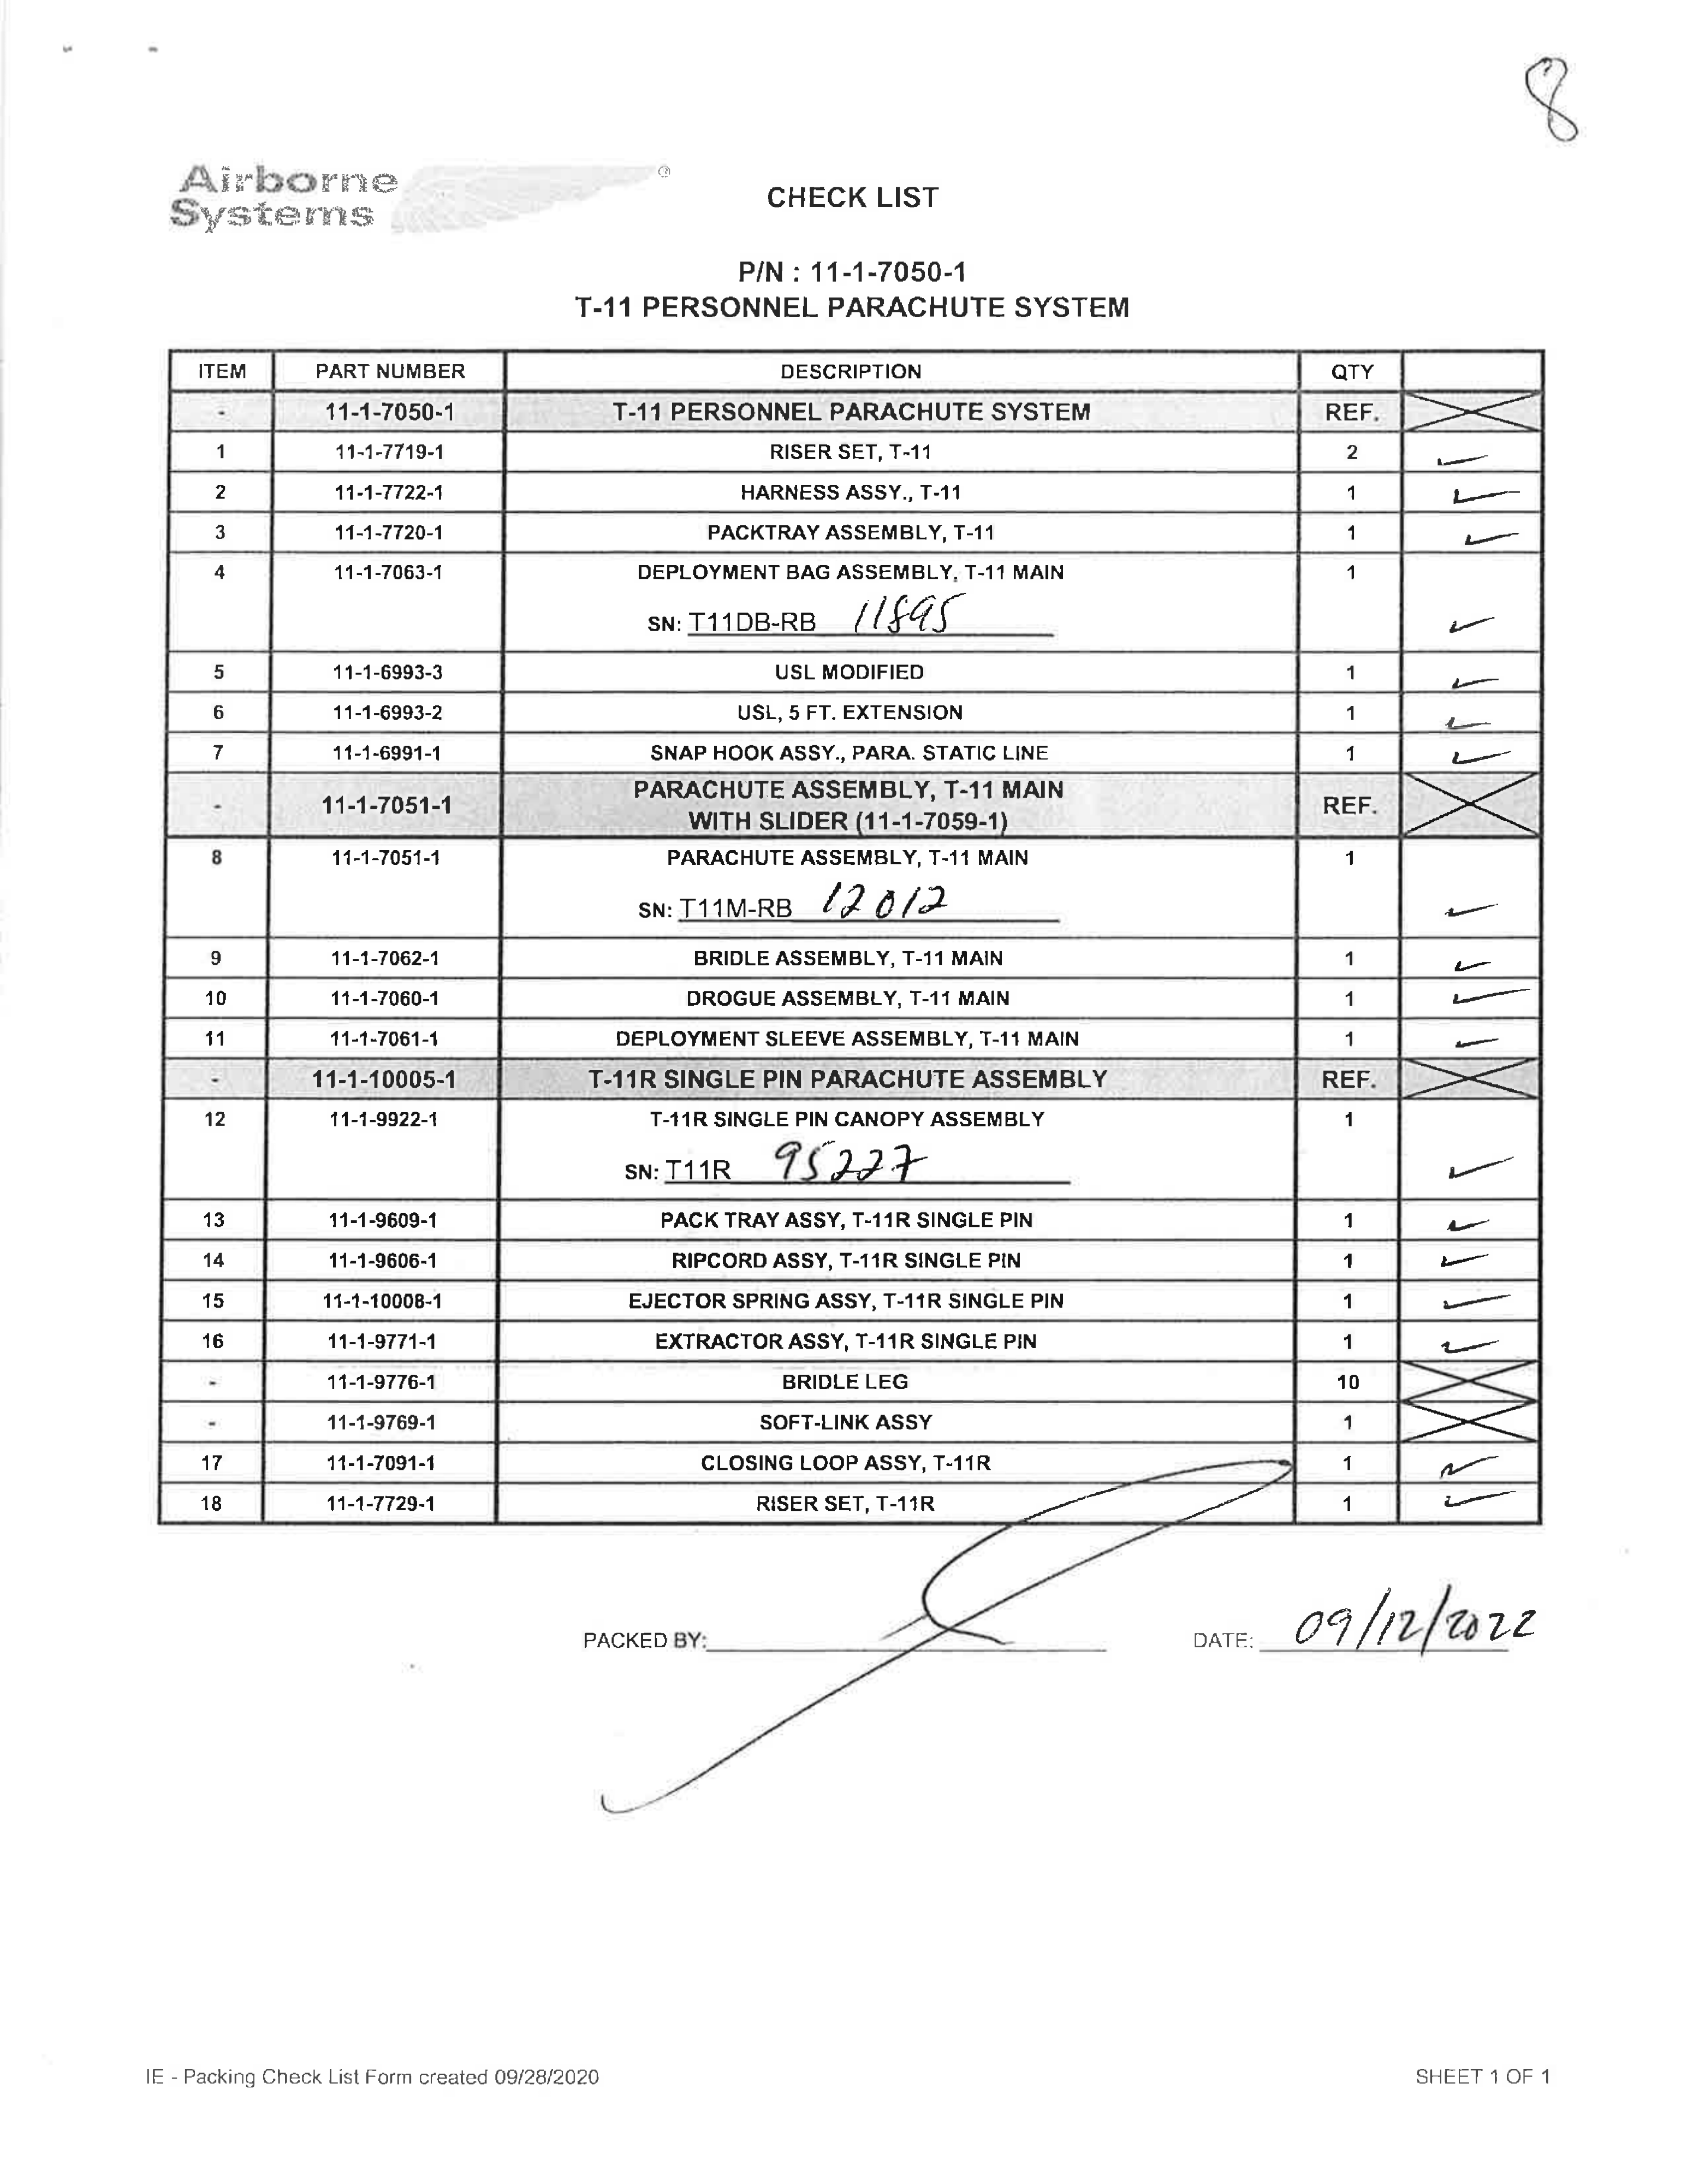 8
Airborne
Systems ®
CHECK LIST
P/N : 11-1-7050-1
T-11 PERSONNEL PARACHUTE SYSTEM
ITEM PART NUMBER DESCRIPTION QTY
- 11-1-7050-1 T-11 PERSONNEL PARACHUTE SYSTEM REF.
1 11-1-7719-1 RISER SET, T-11 2
2 11-1-7722-1 HARNESS ASSY., T-11 1
3 11-1-7720-1 PACKTRAY ASSEMBLY, T-11 1
4 11-1-7063-1 DEPLOYMENT BAG ASSEMBLY, T-11 MAIN 1
SN: T11DB-RB 11895
5 11-1-6993-3 USL MODIFIED 1
6 11-1-6993-2 USL, 5 FT. EXTENSION 1
7 11-1-6991-1 SNAP HOOK ASSY., PARA. STATIC LINE 1
- 11-1-7051-1 PARACHUTE ASSEMBLY, T-11 MAIN REF.
WITH SLIDER (11-1-7059-1)
8 11-1-7051-1 PARACHUTE ASSEMBLY, T-11 MAIN 1
SN: T11M-RB 12012
9 11-1-7062-1 BRIDLE ASSEMBLY, T-11 MAIN 1
10 11-1-7060-1 DROGUE ASSEMBLY, T-11 MAIN 1
11 11-1-7061-1 DEPLOYMENT SLEEVE ASSEMBLY, T-11 MAIN 1
- 11-1-10005-1 T-11R SINGLE PIN PARACHUTE ASSEMBLY REF.
12 11-1-9922-1 T-11R SINGLE PIN CANOPY ASSEMBLY 1
SN: T11R 95227
13 11-1-9609-1 PACK TRAY ASSY, T-11R SINGLE PIN 1
14 11-1-9606-1 RIPCORD ASSY, T-11R SINGLE PIN 1
15 11-1-10008-1 EJECTOR SPRING ASSY, T-11R SINGLE PIN 1
16 11-1-9771-1 EXTRACTOR ASSY, T-11R SINGLE PIN 1
- 11-1-9776-1 BRIDLE LEG 10
- 11-1-9769-1 SOFT-LINK ASSY 1
17 11-1-7091-1 CLOSING LOOP ASSY, T-11R 1
18 11-1-7729-1 RISER SET, T-11R 1
PACKED BY: DATE: 09/12/2022
IE - Packing Check List Form created 09/28/2020 SHEET 1 OF 1